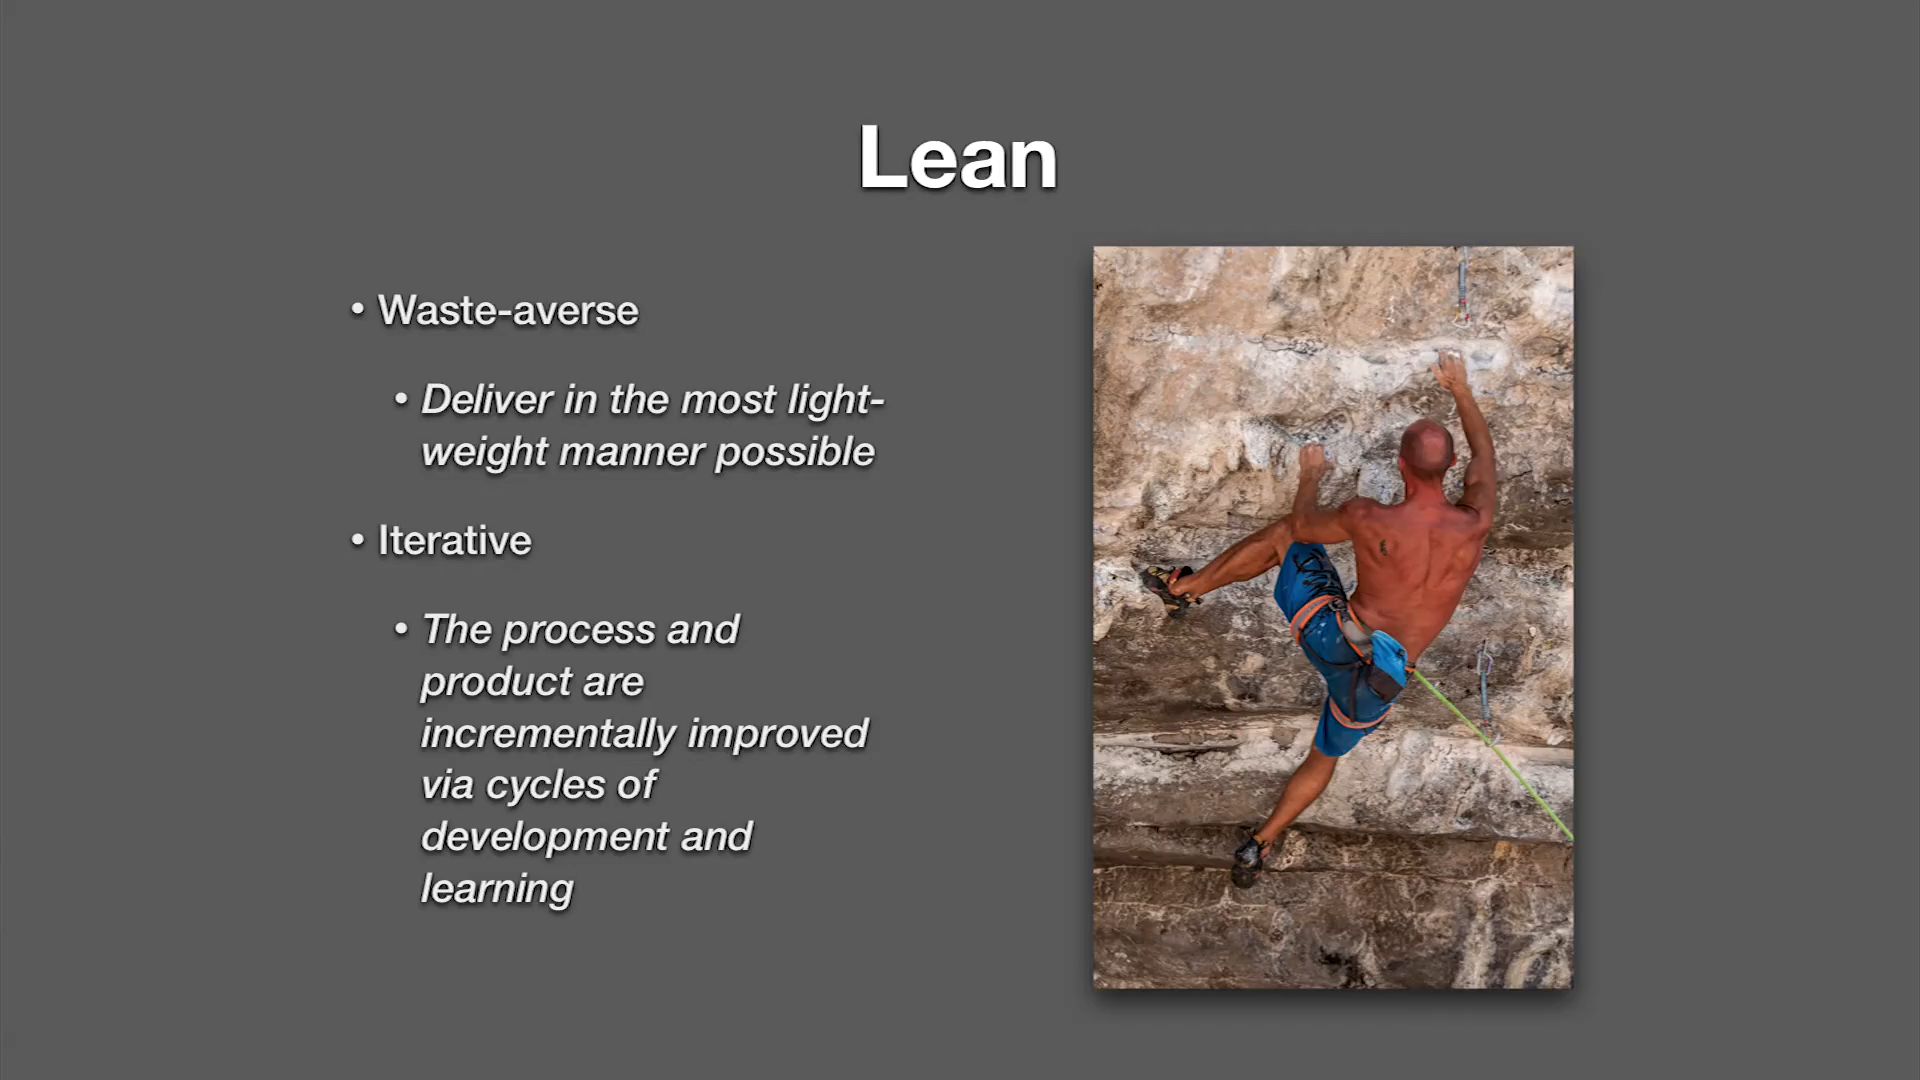 Lean
• Waste-averse
• Deliver in the most light-
weight manner possible
• Iterative
• The process and
product are
incrementally improved
via cycles of
development and
learning